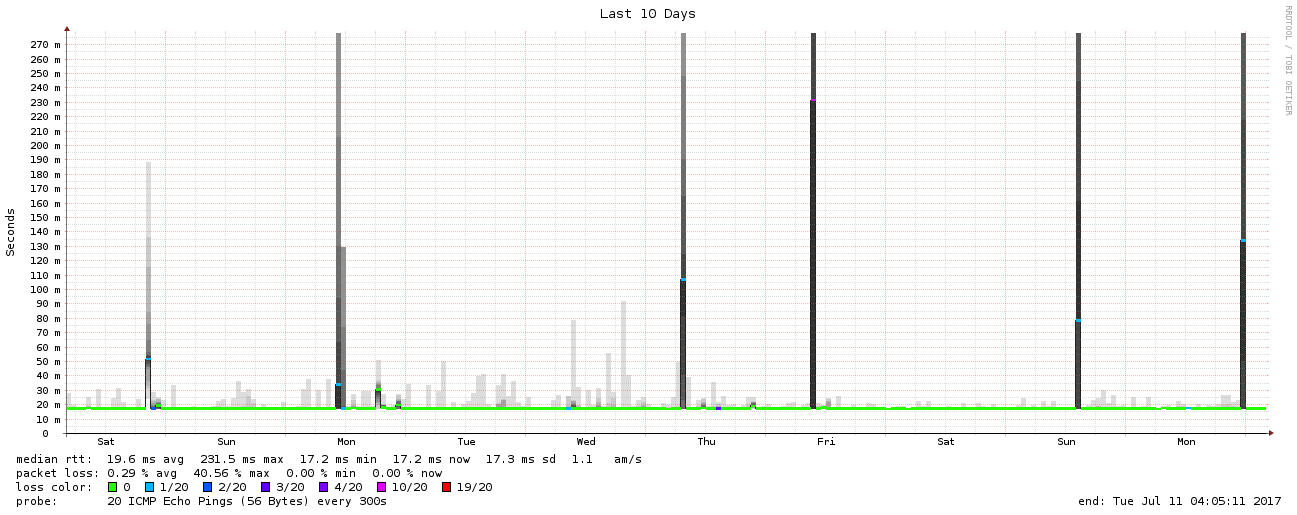 Last 10 Days
RRDTOOL / TOBI OETIKER
Seconds
270 m
260 m
250 m
240 m
230 m
220 m
210 m
200 m
190 m
180 m
170 m
160 m
150 m
140 m
130 m
120 m
110 m
100 m
90 m
80 m
70 m
60 m
50 m
40 m
30 m
20 m
10 m
0
Sat Sun Mon Tue Wed Thu Fri Sat Sun Mon
median rtt: 19.6 ms avg 231.5 ms max 17.2 ms min 17.2 ms now 17.3 ms sd 1.1 am/s
packet loss: 0.29 % avg 40.56 % max 0.00 % min 0.00 % now
loss color: 0 1/20 2/20 3/20 4/20 10/20 19/20
probe: 20 ICMP Echo Pings (56 Bytes) every 300s end: Tue Jul 11 04:05:11 2017